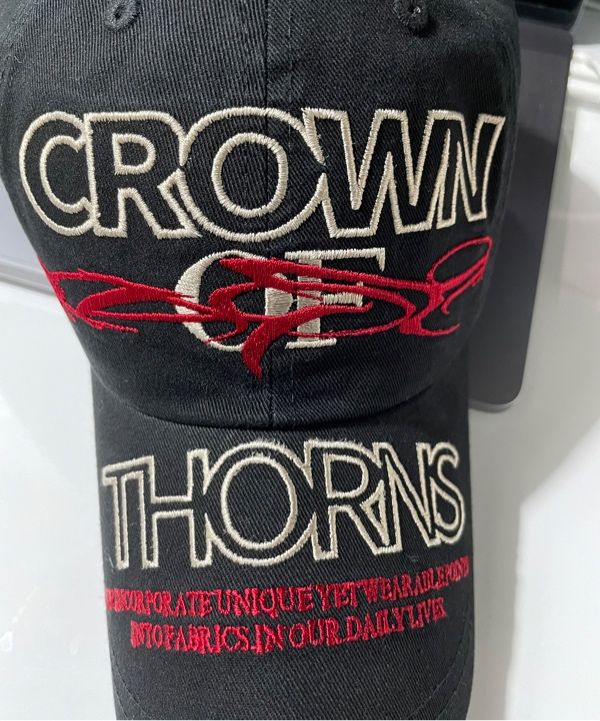 CROWN
OF
THORNS
INCORPORATE UNIQUE YET WEARABLE POINTS
INTO FABRICS.IN OUR.DAILY LIVES